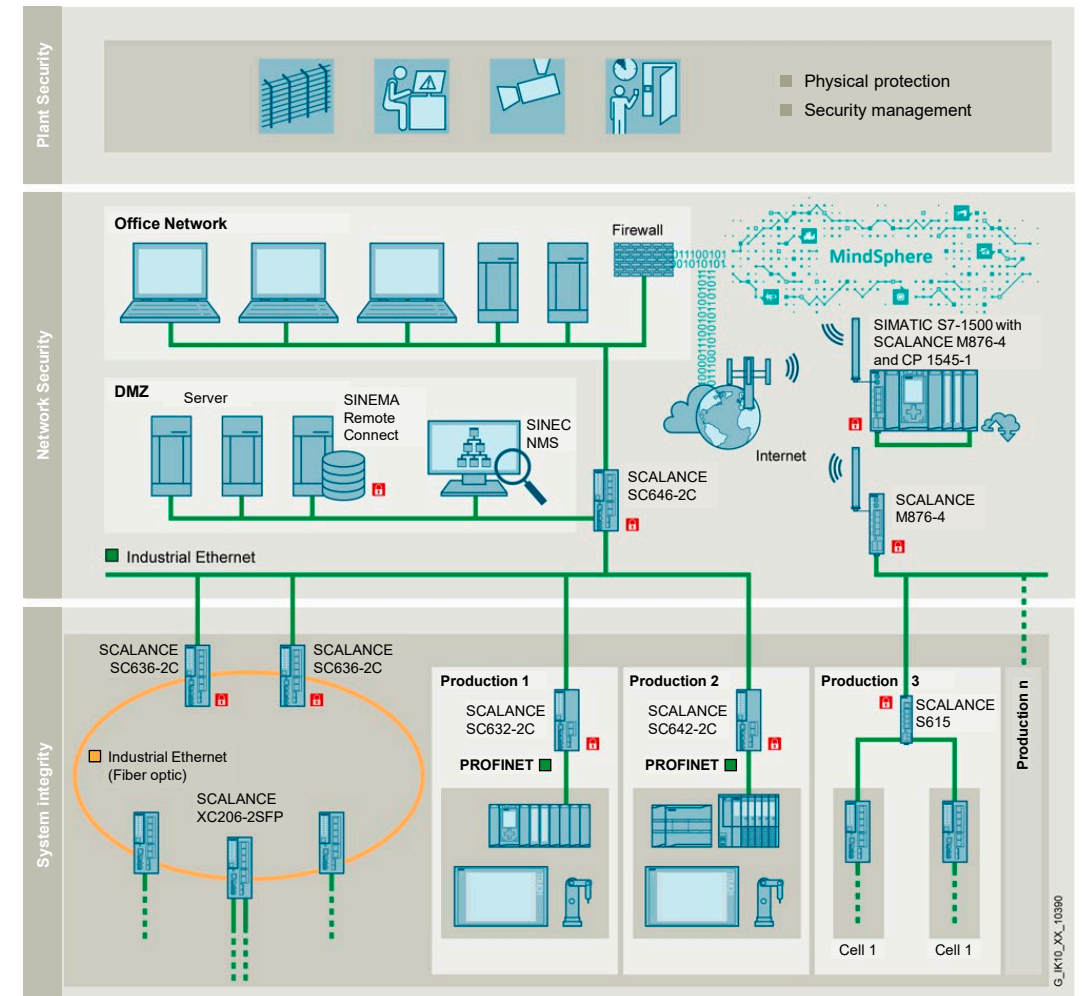 Plant Security
Physical protection
Security management
Network Security
Office Network
Firewall
011100101
001010101
MindSphere
SIMATIC S7-1500 with
SCALANCE M876-4
and CP 1545-1
DMZ
Server
SINEMA
Remote
Connect
SINEC
NMS
Internet
SCALANCE
SC646-2C
SCALANCE
M876-4
Industrial Ethernet
System integrity
SCALANCE
SC636-2C
SCALANCE
SC636-2C
Industrial Ethernet
(Fiber optic)
SCALANCE
XC206-2SFP
Production 1
SCALANCE
SC632-2C
PROFINET
Production 2
SCALANCE
SC642-2C
PROFINET
Production 3
SCALANCE
S615
Cell 1
Cell 1
Production n
G_IK10_XX_10390